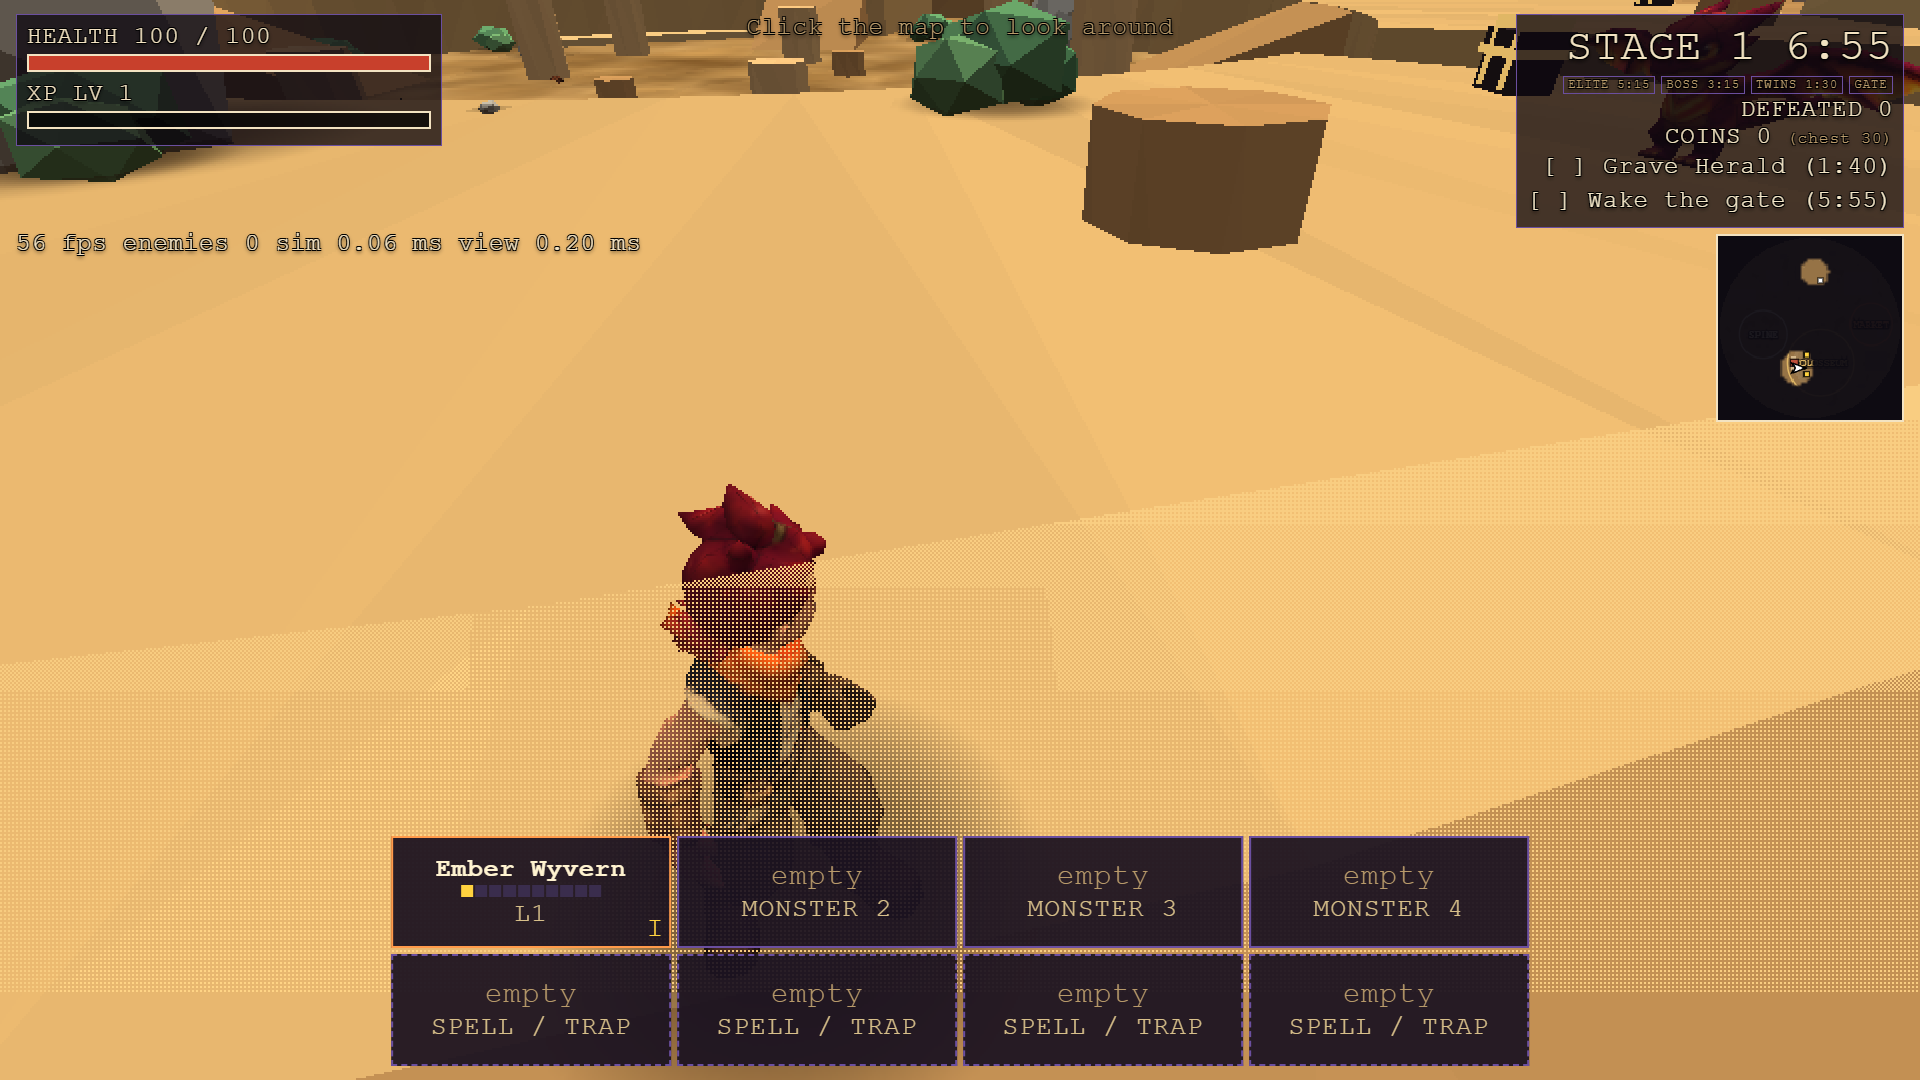 HEALTH 100 / 100
XP LV 1
Click the map to look around
STAGE 1 6:55
ELITE 5:15 BOSS 3:15 TWINS 1:30 GATE
DEFEATED 0
COINS 0 (chest 30)
[ ] Grave Herald (1:40)
[ ] Wake the gate (5:55)
56 fps enemies 0 sim 0.06 ms view 0.20 ms
Ember Wyvern
L1
I
empty
MONSTER 2
empty
MONSTER 3
empty
MONSTER 4
empty
SPELL / TRAP
empty
SPELL / TRAP
empty
SPELL / TRAP
empty
SPELL / TRAP